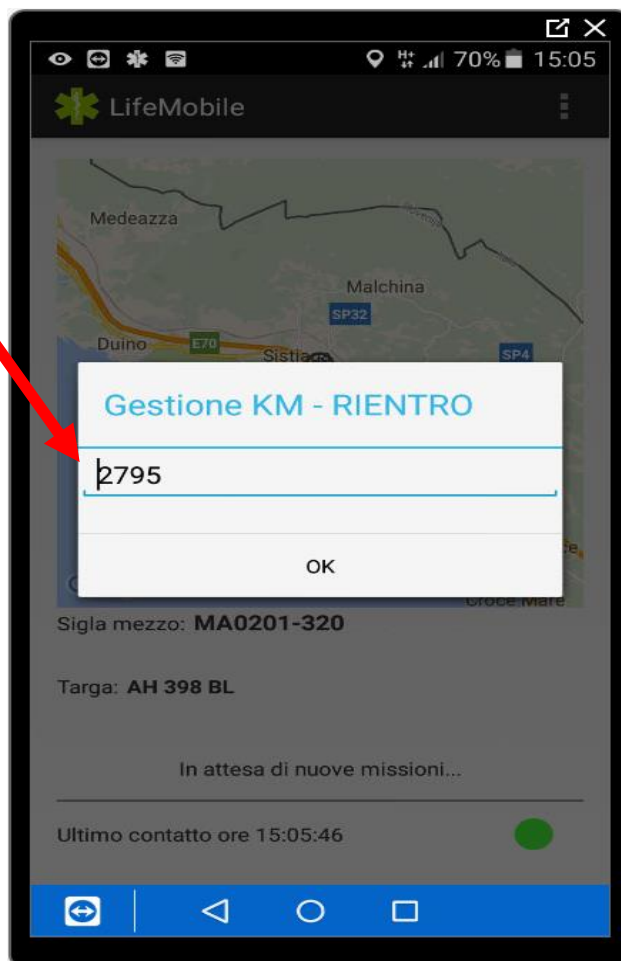 70% 15:05
LifeMobile
Medeazza
Malchina
SP32
Duino E70
Sistiana
SP4
Gestione KM - RIENTRO
2795
OK
Croce Mare
Sigla mezzo: MA0201-320
Targa: AH 398 BL
In attesa di nuove missioni...
Ultimo contatto ore 15:05:46